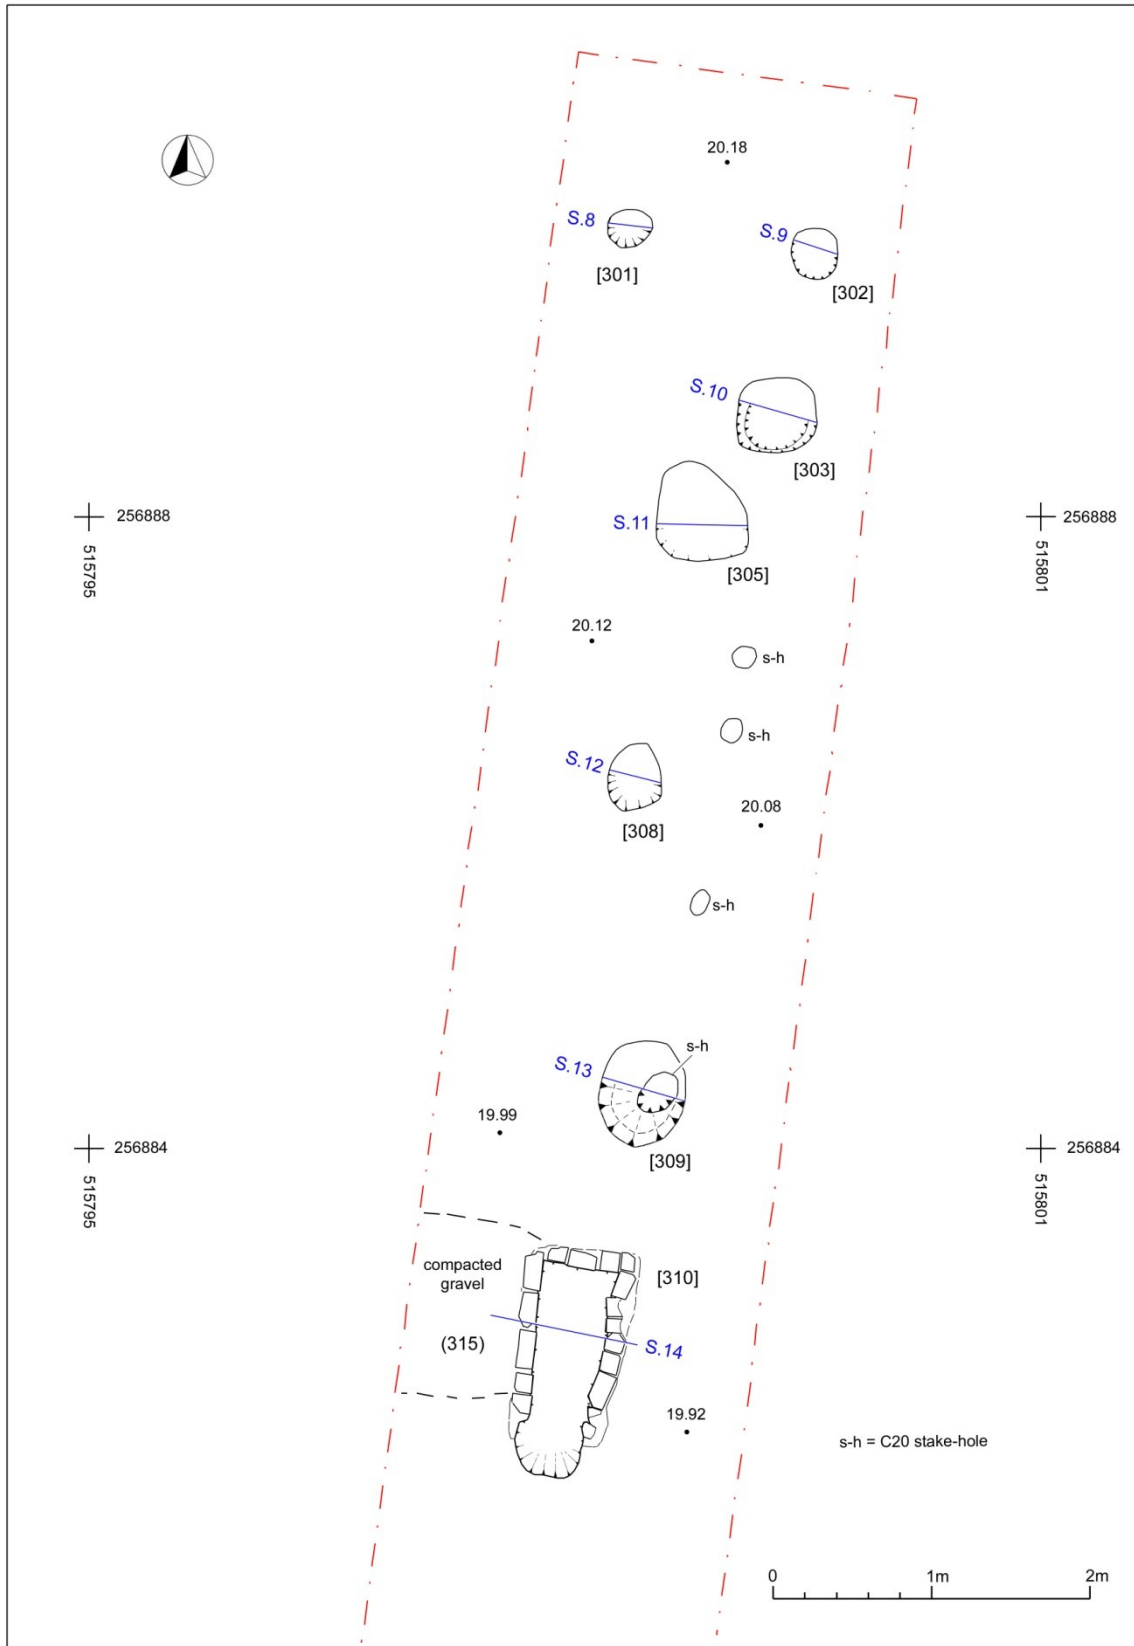 20.18
S.8
S.9
[301]
[302]
S.10
[303]
256888
S.11
256888
515795
[305]
515801
20.12
s-h
s-h
S.12
20.08
[308]
s-h
s-h
S.13
19.99
256884
[309]
256884
515795
515801
compacted
gravel
[310]
(315)
S.14
19.92
s-h = C20 stake-hole
0 1m 2m